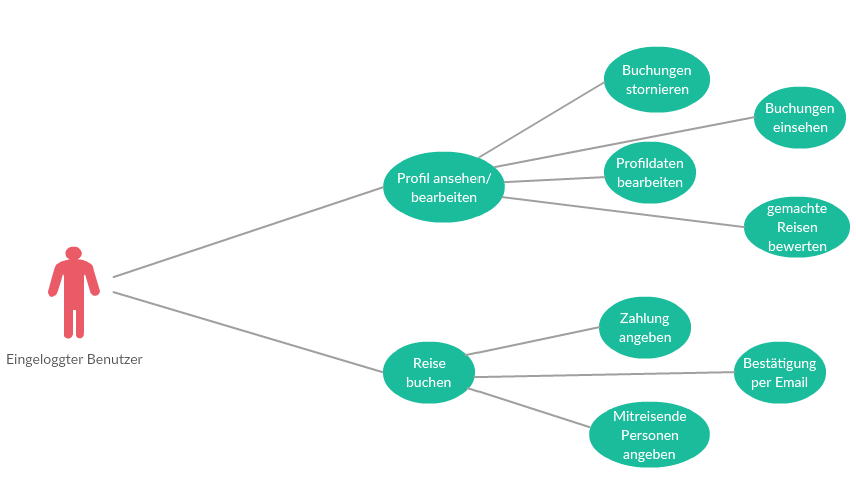 Buchungen
stornieren
Buchungen
einsehen
Profil ansehen/
bearbeiten
Profildaten
bearbeiten
gemachte
Reisen
bewerten
Eingeloggter Benutzer
Reise
buchen
Zahlung
angeben
Bestätigung
per Email
Mitreisende
Personen
angeben